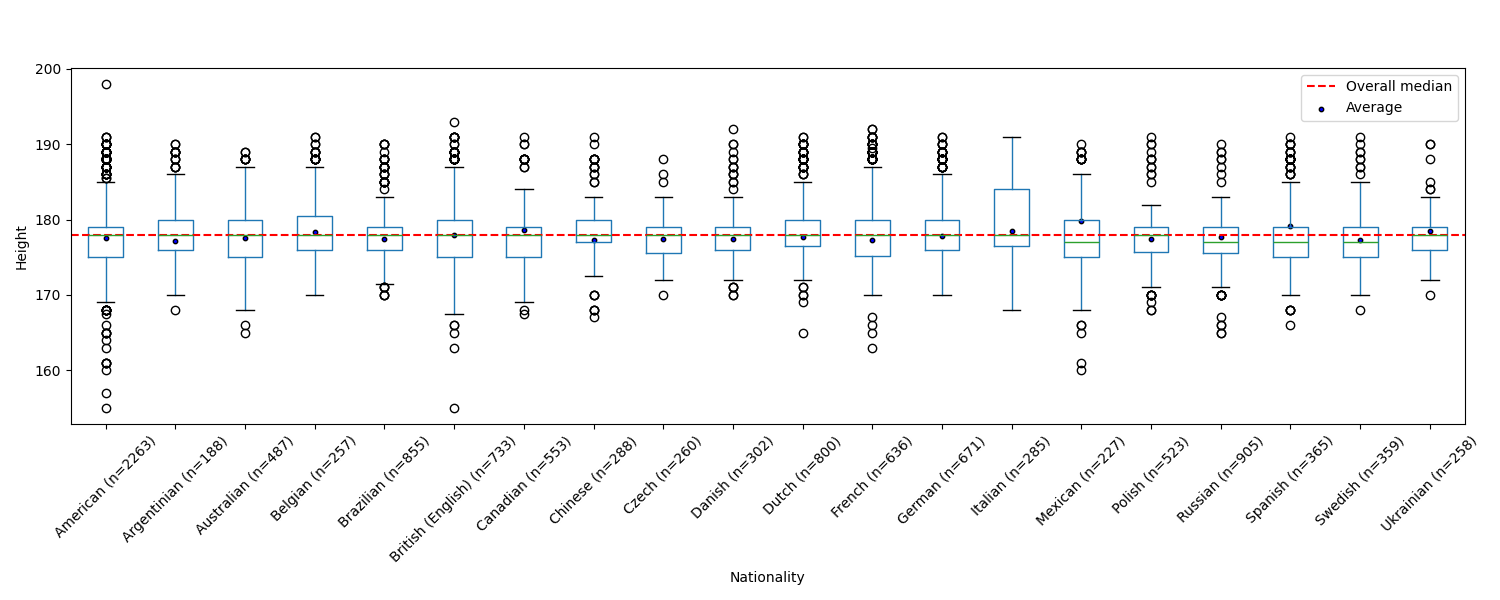 200
190
180
170
160
Height
Overall median
Average
American (n=2263)
Argentinian (n=188)
Australian (n=487)
Belgian (n=257)
Brazilian (n=855)
British (English) (n=733)
Canadian (n=553)
Chinese (n=288)
Czech (n=260)
Danish (n=302)
Dutch (n=800)
French (n=636)
German (n=671)
Italian (n=285)
Mexican (n=227)
Polish (n=523)
Russian (n=905)
Spanish (n=365)
Swedish (n=359)
Ukrainian (n=258)
Nationality